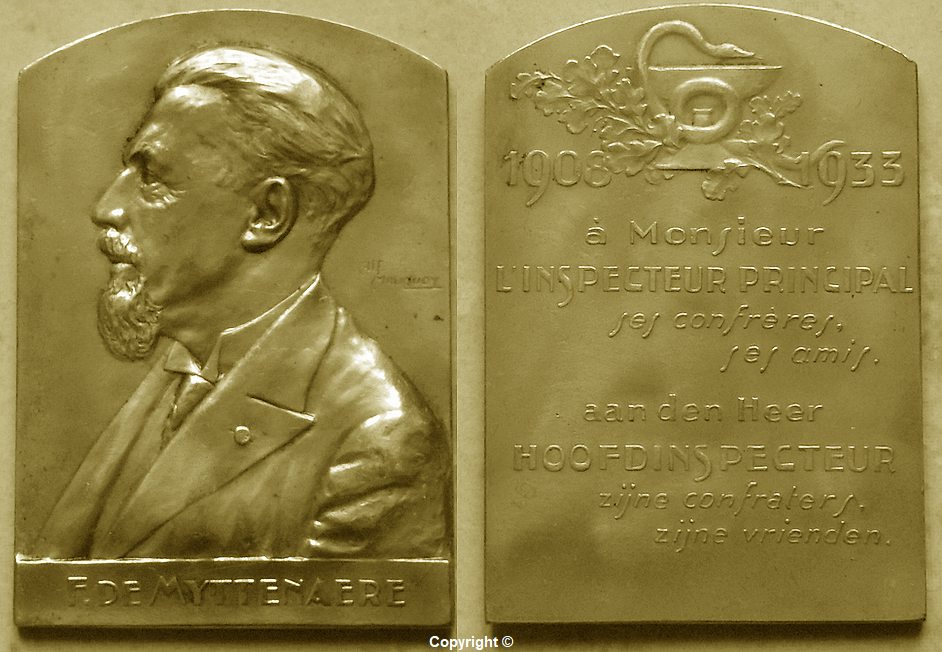 F. DE MYTTENAERE
1908 1933
à Monsieur
L'INSPECTEUR PRINCIPAL
ses confrères,
ses amis.
aan den Heer
HOOFDINSPECTEUR
zijne confraters,
zijne vrienden.
Copyright ©